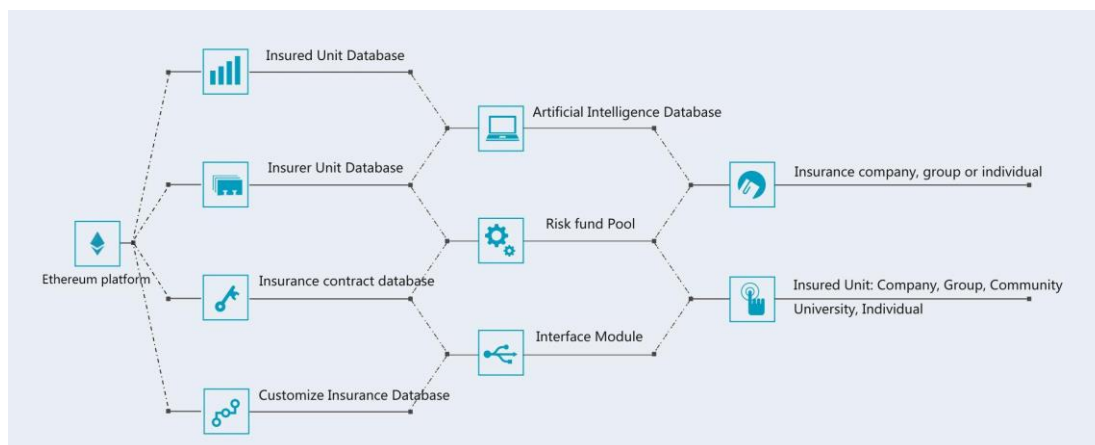 Insured Unit Database
Artificial Intelligence Database
Insurer Unit Database
Insurance company, group or individual
Risk fund Pool
Ethereum platform
Insurance contract database
Insured Unit: Company, Group, Community
University, Individual
Interface Module
Customize Insurance Database